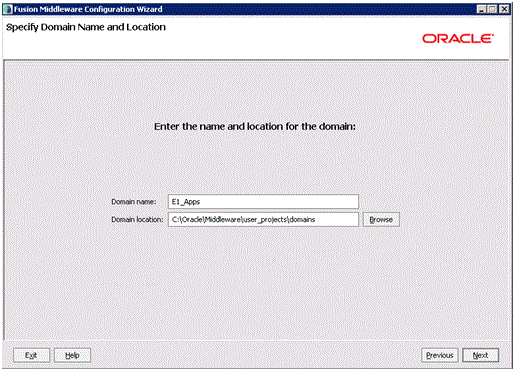 Fusion Middleware Configuration Wizard
Specify Domain Name and Location
ORACLE
Enter the name and location for the domain:
Domain name: E1_Apps
Domain location: C:\Oracle\Middleware\user_projects\domains Browse
Exit Help Previous Next